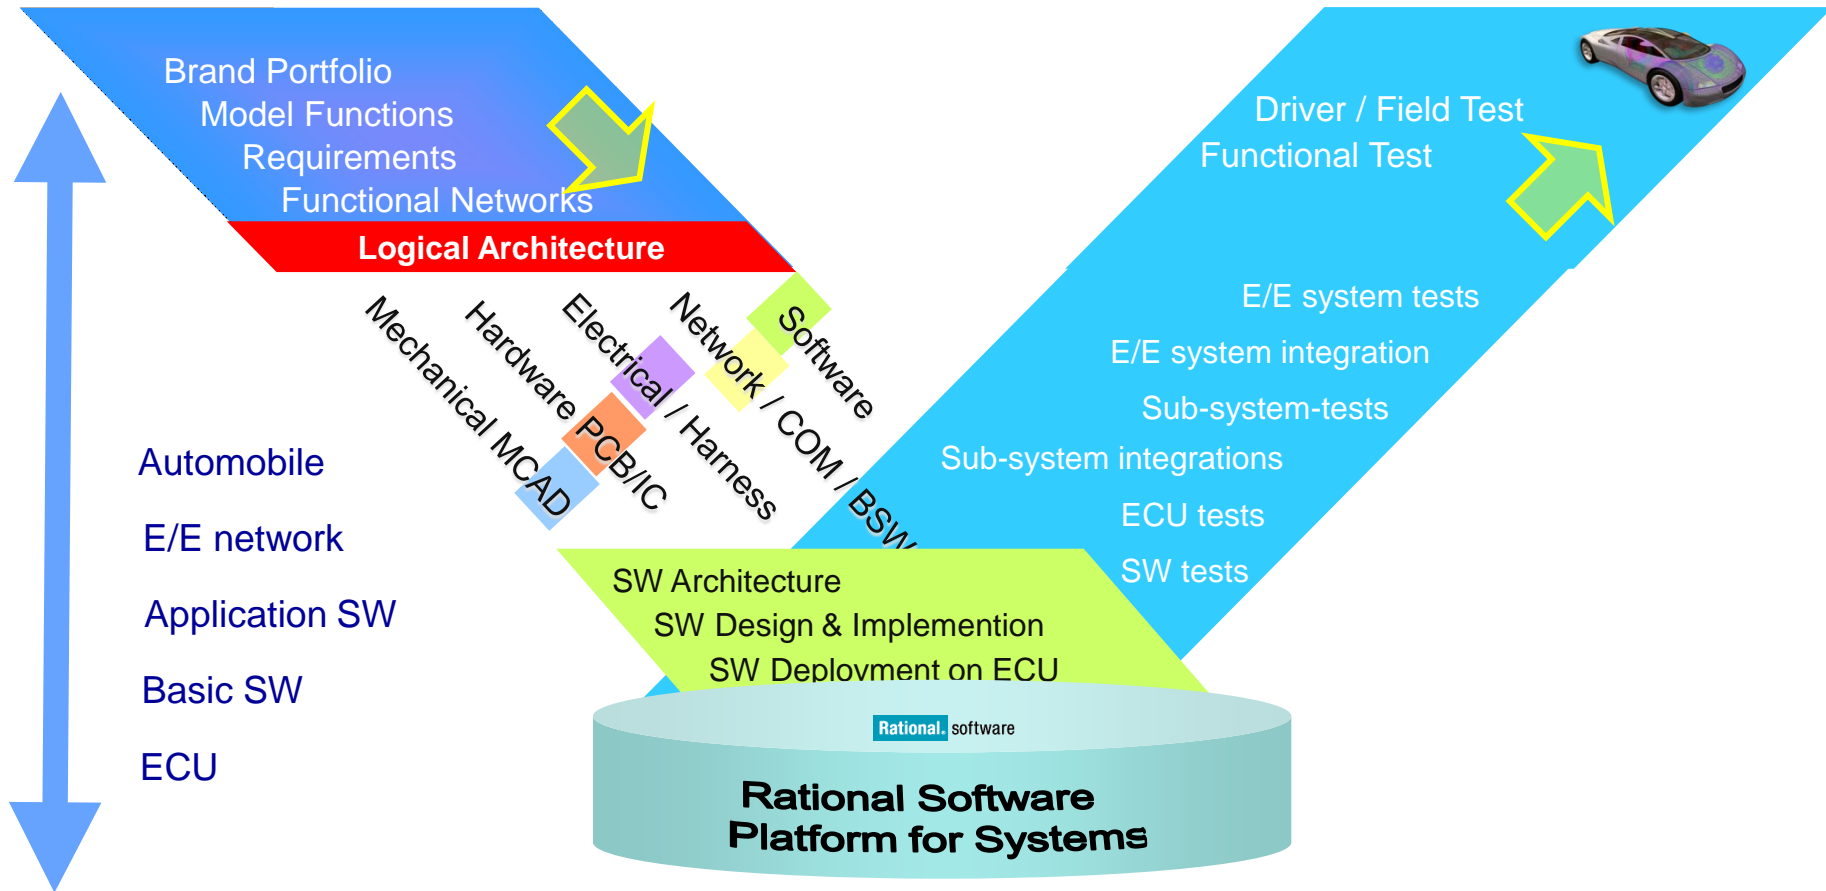 Brand Portfolio
Model Functions
Requirements
Functional Networks
Logical Architecture
Mechanical MCAD
Hardware PCB/IC
Electrical / Harness
Network / COM / BSW
Software
Driver / Field Test
Functional Test
E/E system tests
E/E system integration
Sub-system-tests
Sub-system integrations
ECU tests
SW tests
Automobile
E/E network
Application SW
Basic SW
ECU
SW Architecture
SW Design & Implemention
SW Deployment on ECU
Rational. software
Rational Software
Platform for Systems